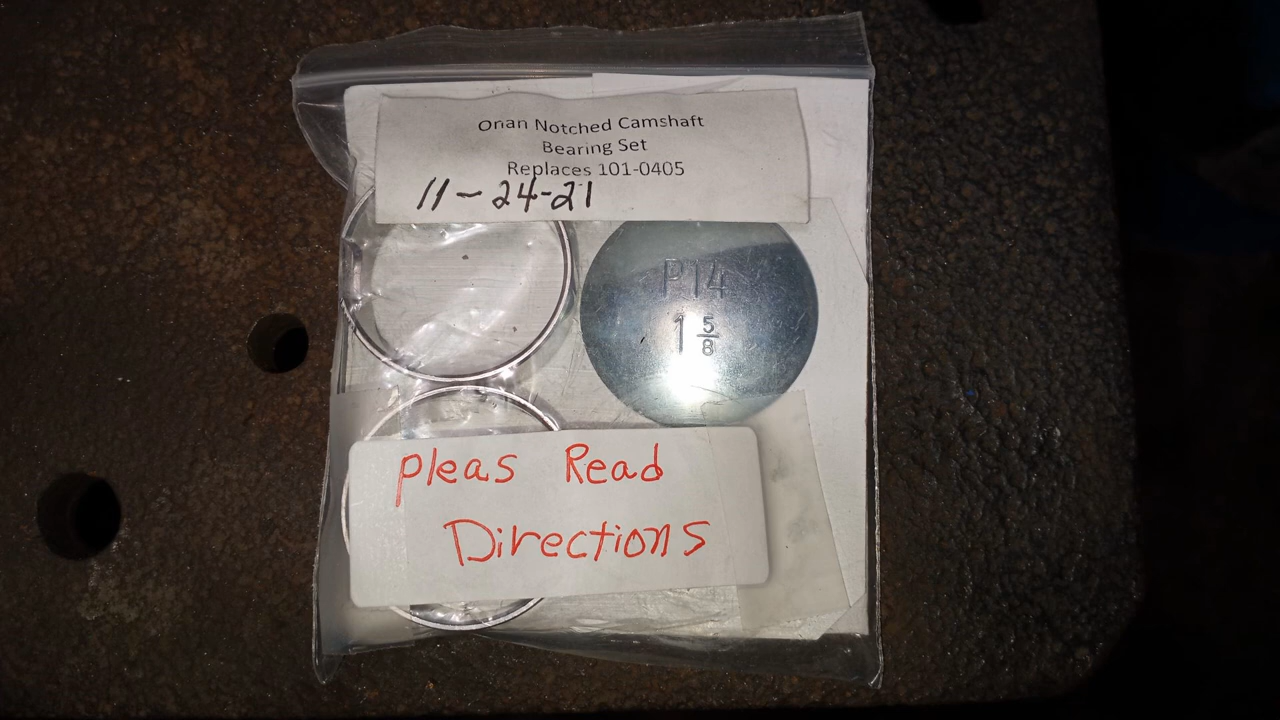 Onan Notched Camshaft
Bearing Set
Replaces 101-0405
11-24-21
P14
1 5/8
pleas Read
Directions